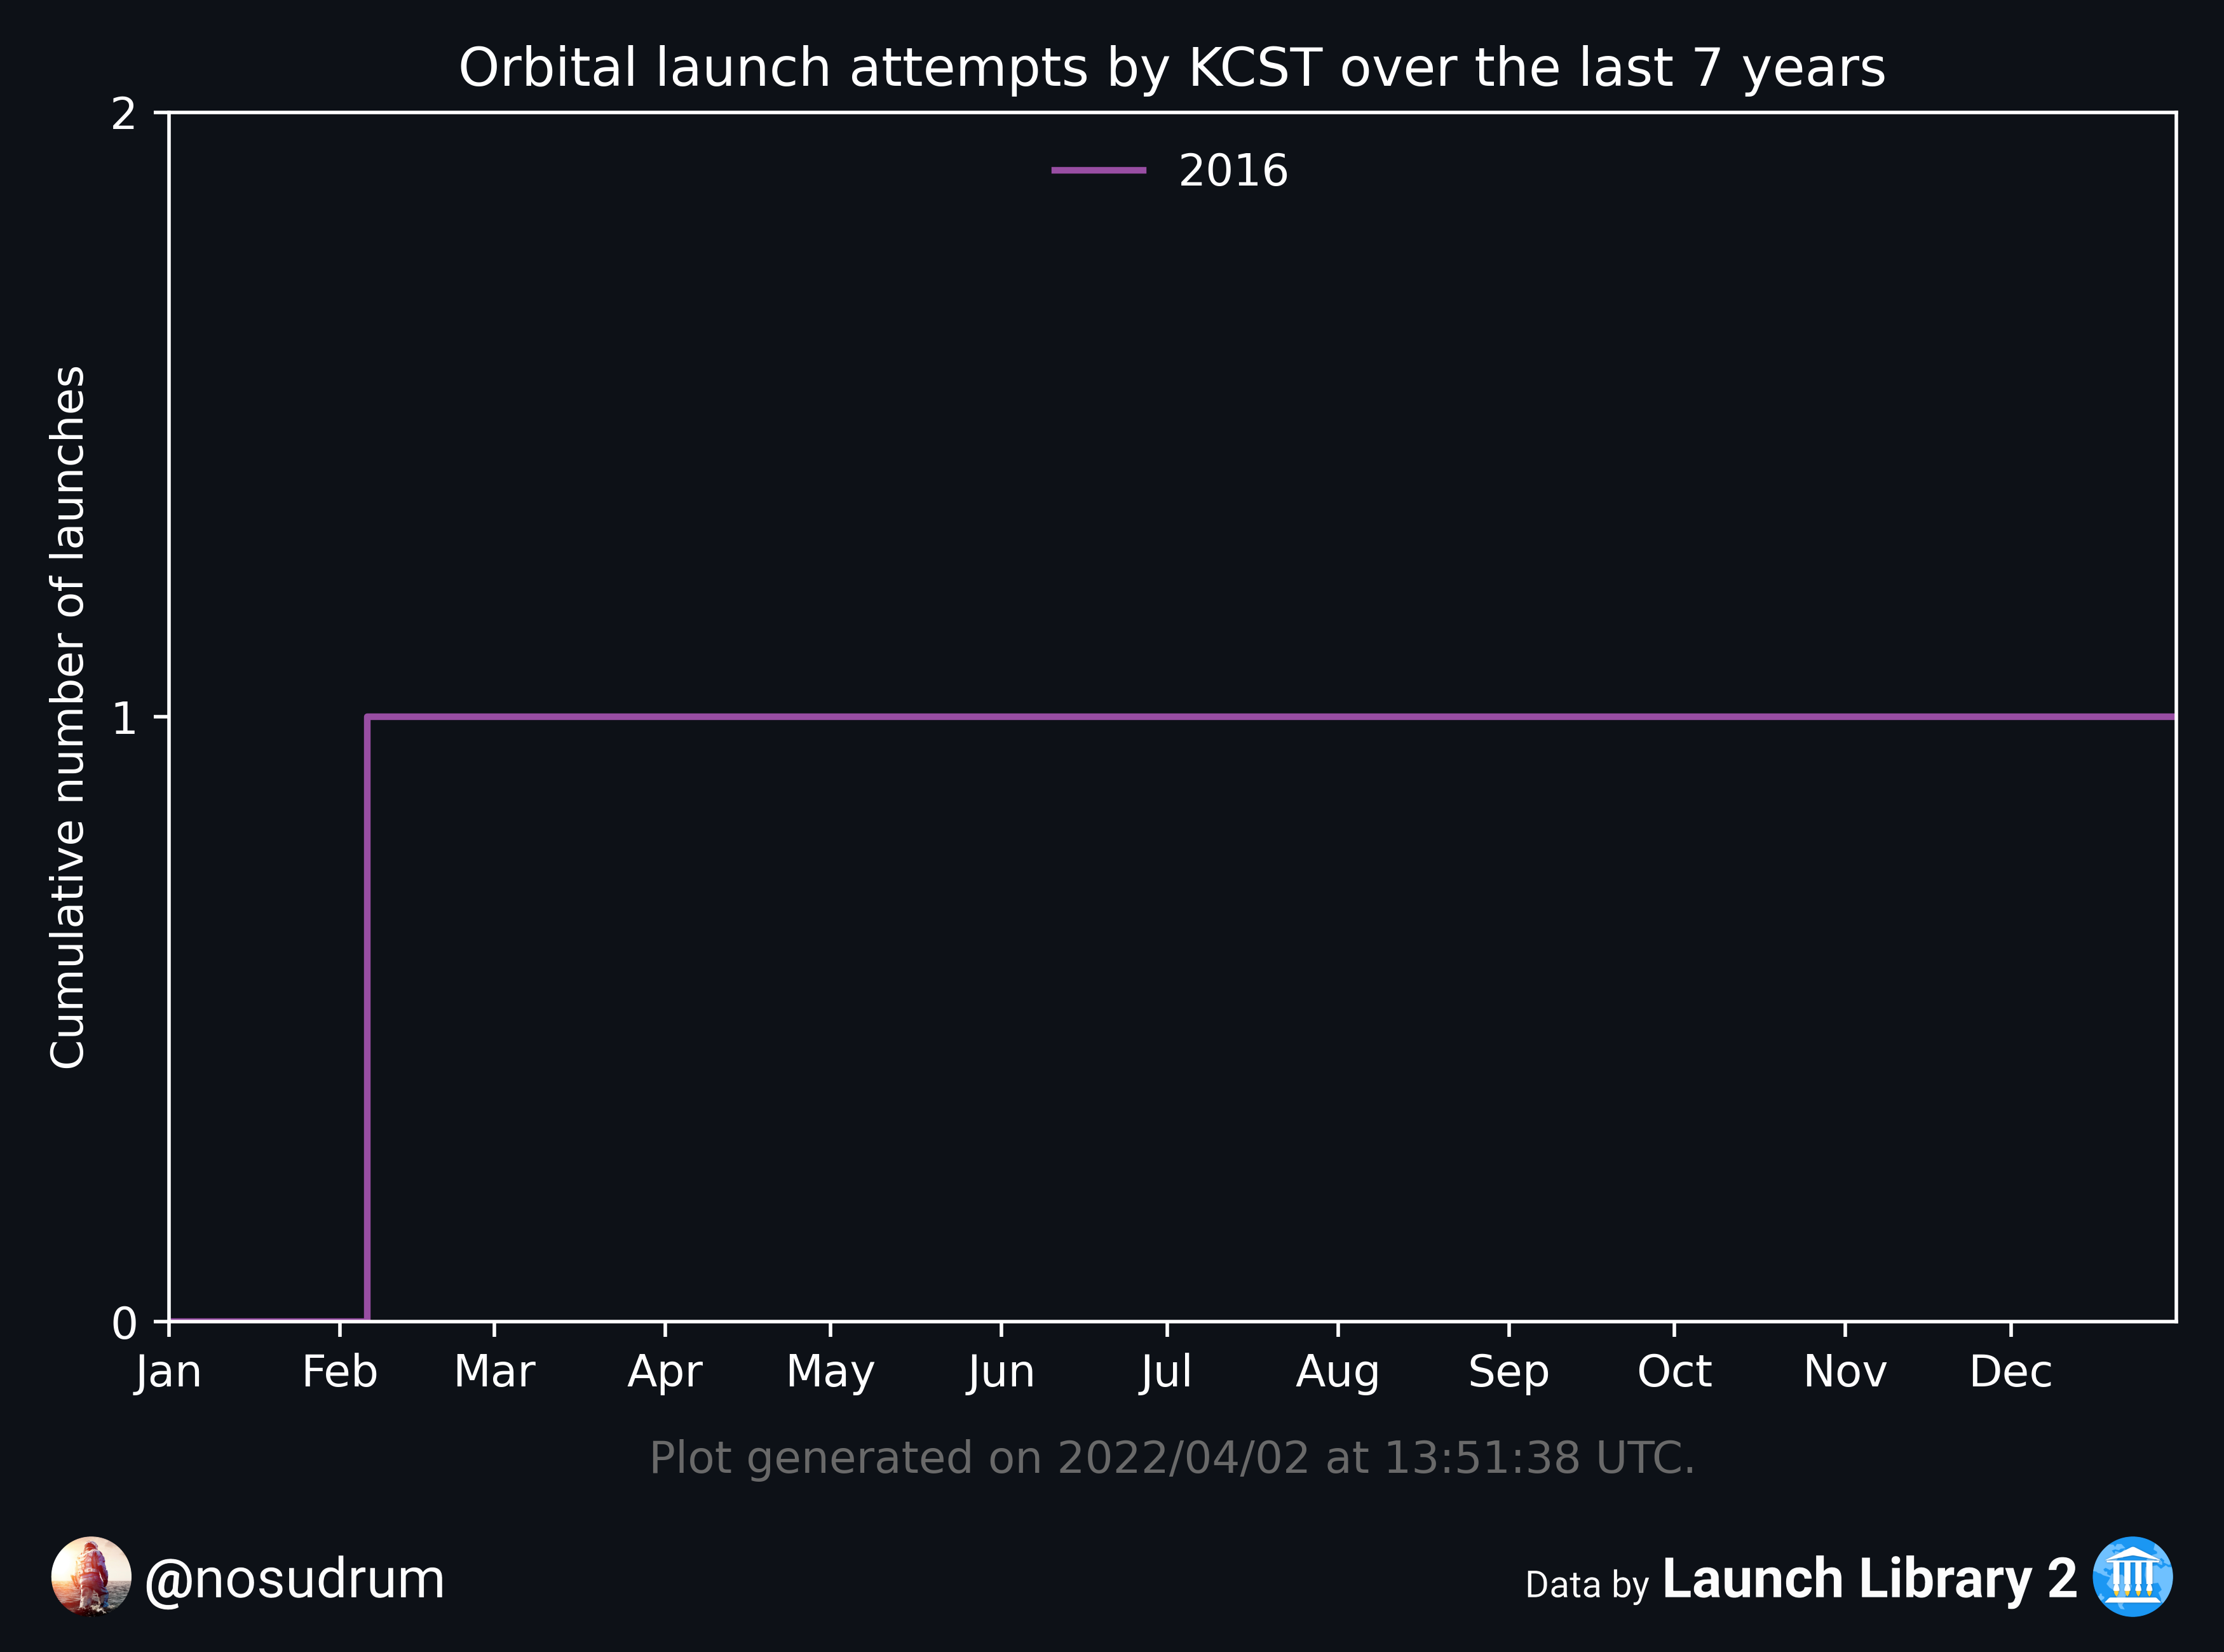 Orbital launch attempts by KCST over the last 7 years
2016
Cumulative number of launches
2
1
0
Jan Feb Mar Apr May Jun Jul Aug Sep Oct Nov Dec
Plot generated on 2022/04/02 at 13:51:38 UTC.
@nosudrum
Data by Launch Library 2